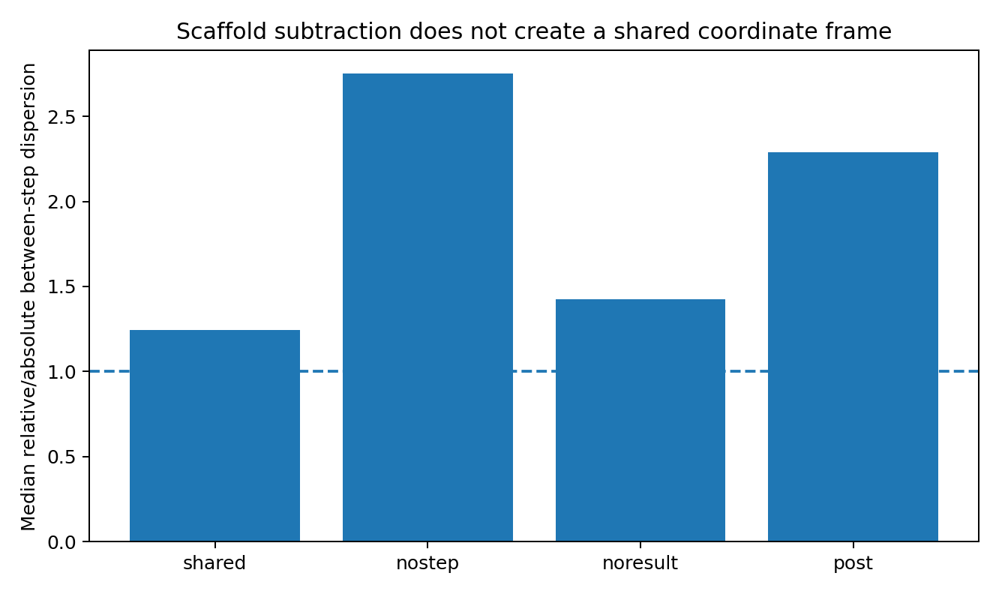 Scaffold subtraction does not create a shared coordinate frame
Median relative/absolute between-step dispersion
2.5
2.0
1.5
1.0
0.5
0.0
shared nostep noresult post